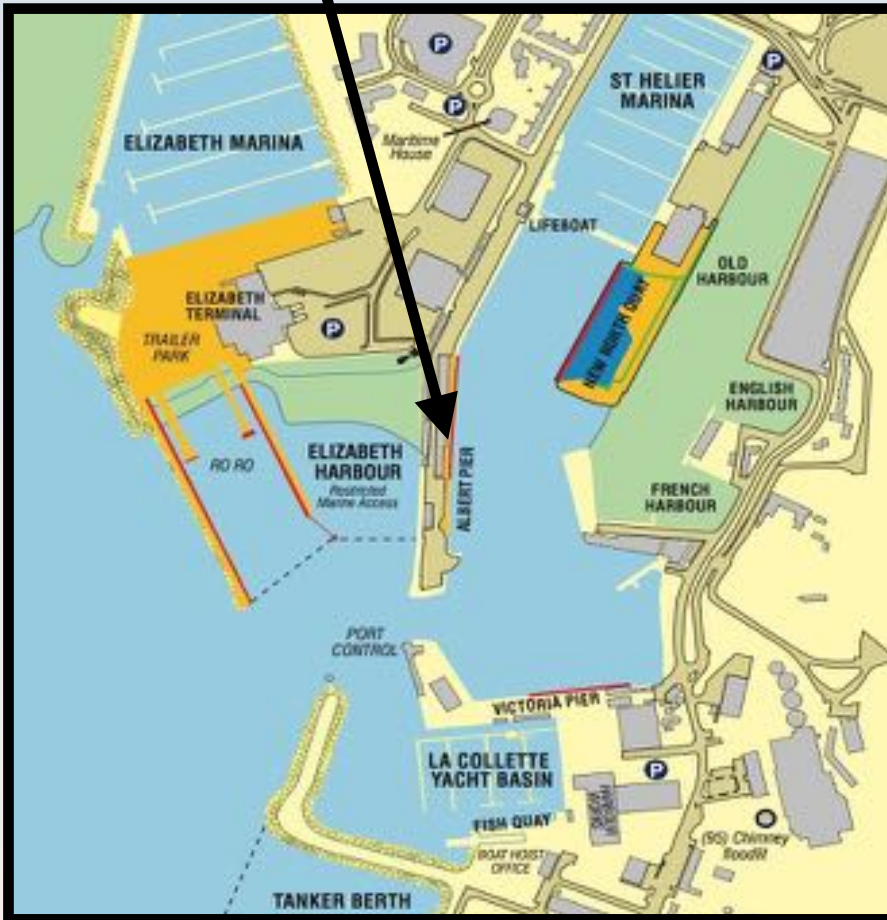 P
ST HELIER
MARINA
P
P
ELIZABETH MARINA
Maritime
House
LIFEBOAT
OLD
HARBOUR
ELIZABETH
TERMINAL
NEW NORTH QUAY
P
TRAILER
PARK
ENGLISH
HARBOUR
ELIZABETH
HARBOUR
Restricted
Marine Access
RO RO
ALBERT PIER
FRENCH
HARBOUR
PORT
CONTROL
VICTORIA PIER
LA COLLETTE
YACHT BASIN
P
FISH QUAY
(95) Chimney
floodlit
BOAT HOIST
OFFICE
TANKER BERTH